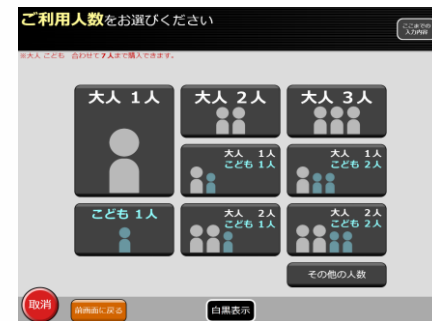 ご利用人数をお選びください
ここまでの
入力内容
※大人 こども 合わせて7人まで購入できます。
大人 1人
大人 2人
大人 3人
大人 1人
こども 1人
大人 1人
こども 2人
こども 1人
大人 2人
こども 1人
大人 2人
こども 2人
その他の人数
取消
前画面に戻る
白黒表示